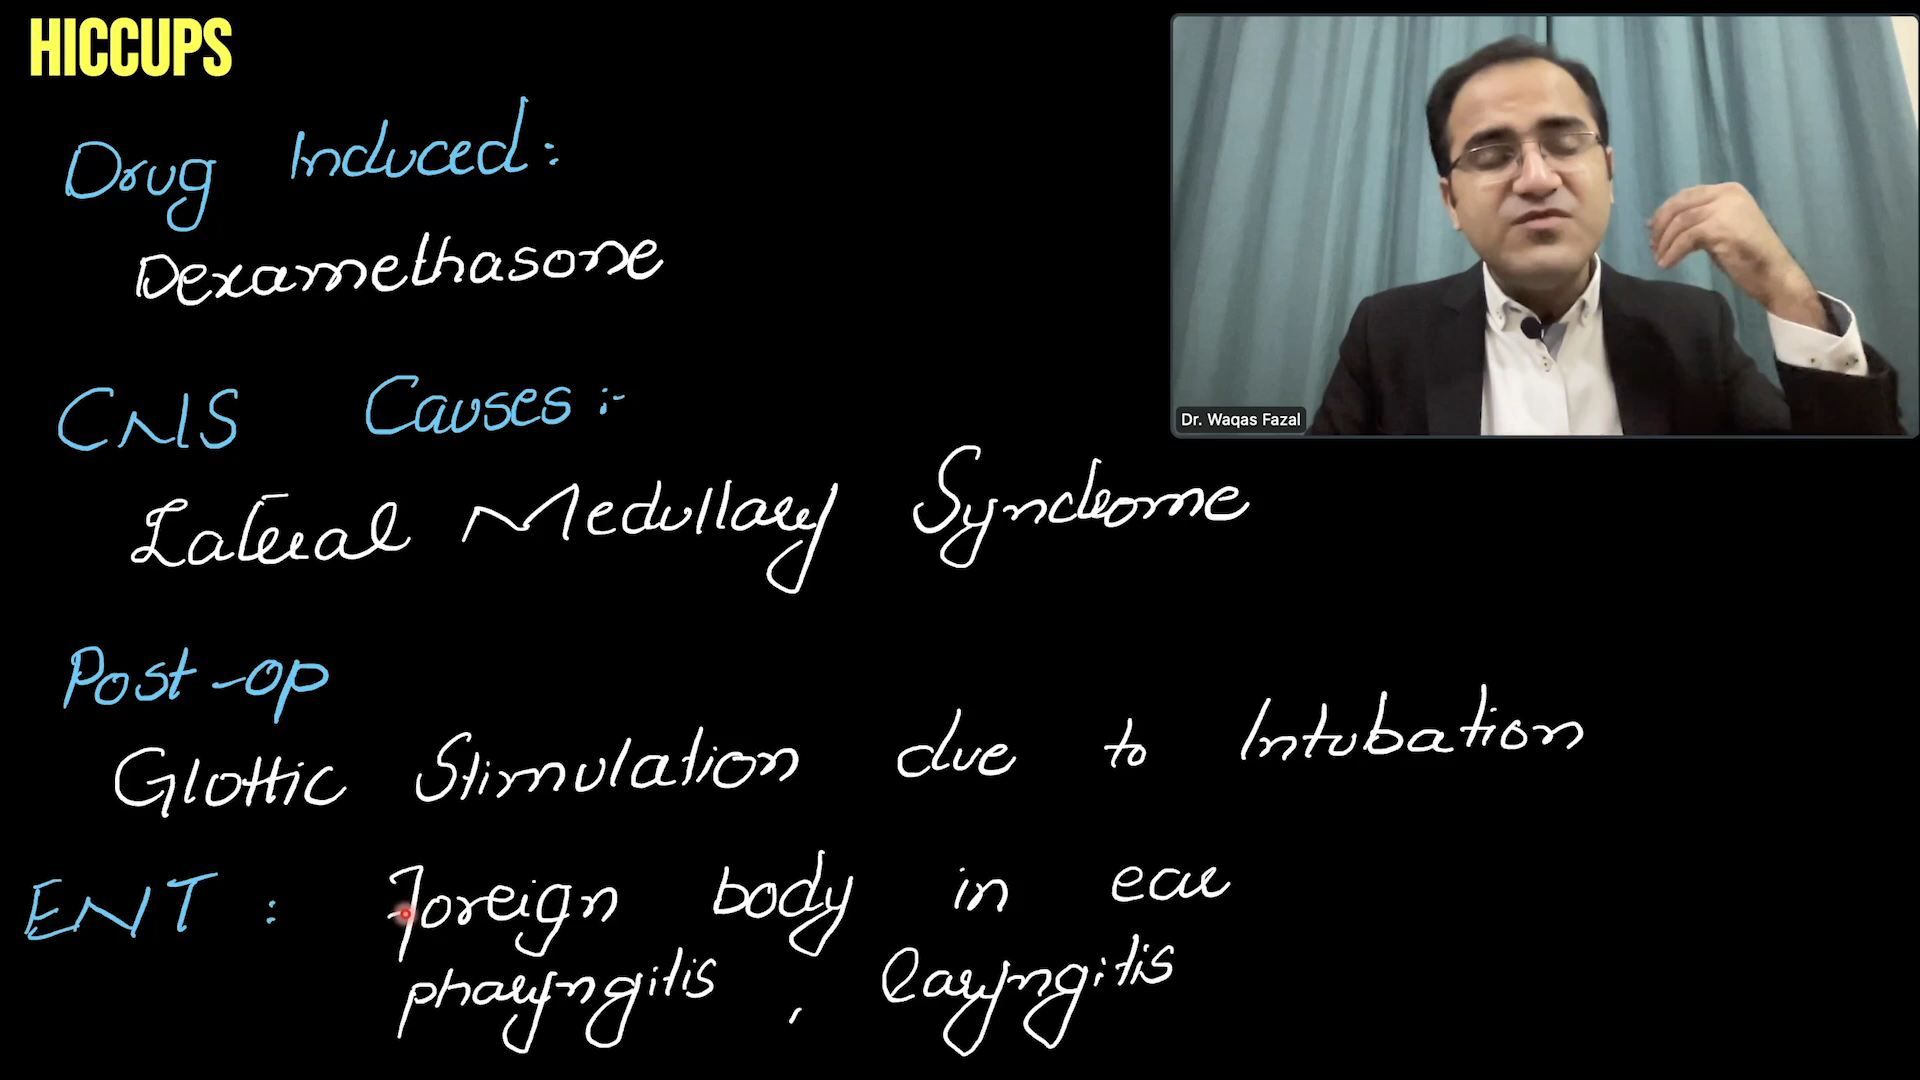 HICCUPS
Drug Induced:
Dexamethasone
CNS Causes:-
Lateral Medullary Syndrome
Post-op
Glottic Stimulation due to Intubation
ENT: Foreign body in ear
pharyngitis, laryngitis
Dr. Waqas Fazal